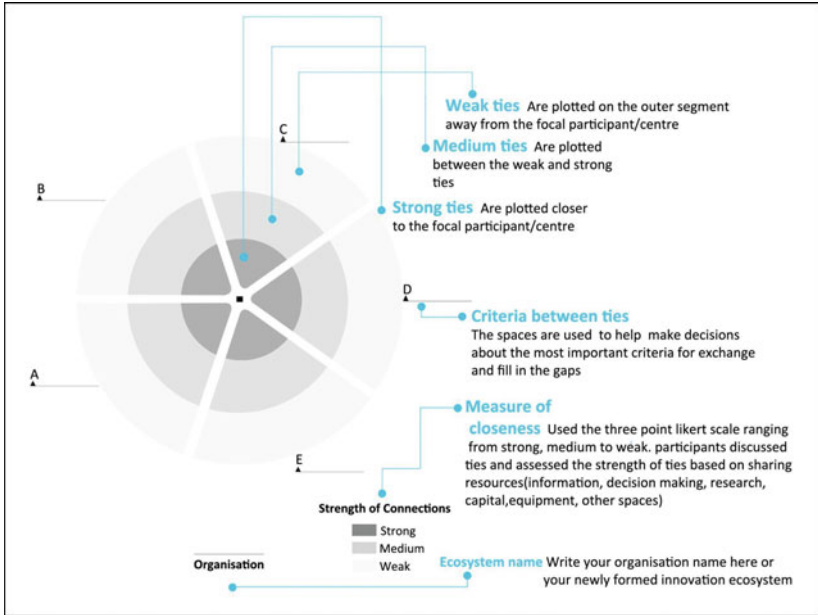 C
B
A
D
E
Weak ties Are plotted on the outer segment
away from the focal participant/centre
Medium ties Are plotted
between the weak and strong
ties
Strong ties Are plotted closer
to the focal participant/centre
Criteria between ties
The spaces are used to help make decisions
about the most important criteria for exchange
and fill in the gaps
Measure of
closeness Used the three point likert scale ranging
from strong, medium to weak. participants discussed
ties and assessed the strength of ties based on sharing
resources(information, decision making, research,
capital,equipment, other spaces)
Strength of Connections
Strong
Medium
Weak
Organisation
Ecosystem name Write your organisation name here or
your newly formed innovation ecosystem